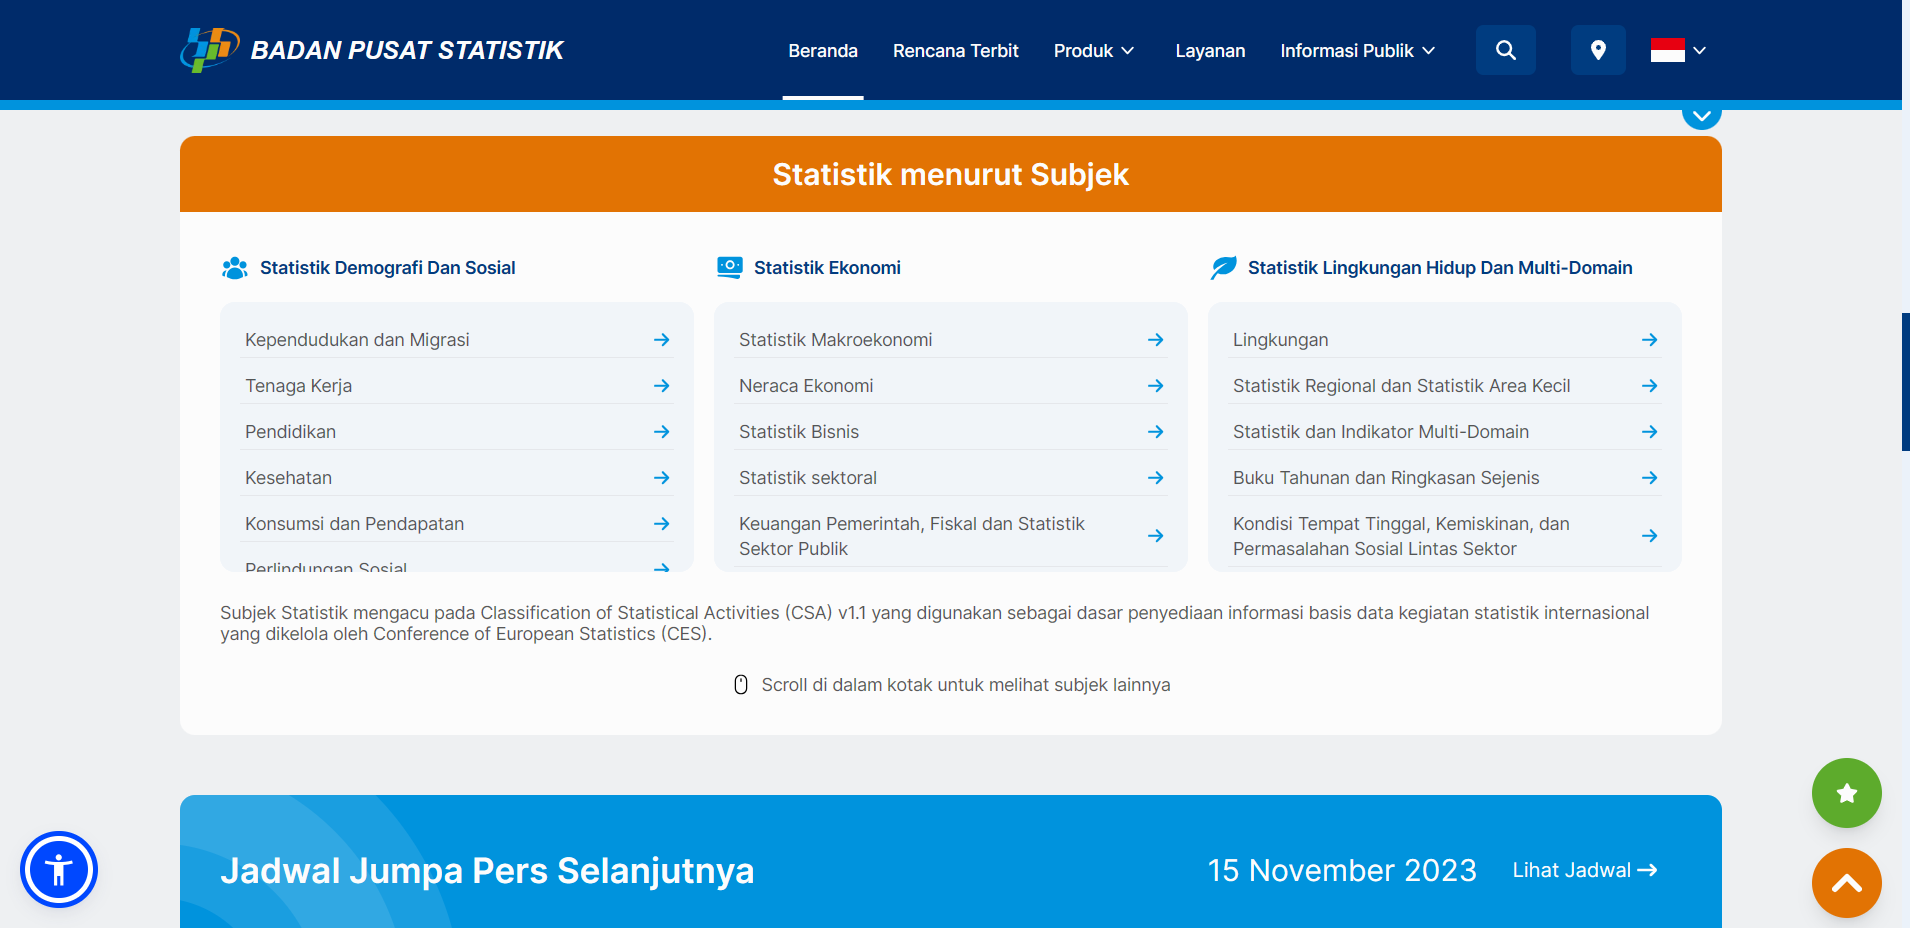 BADAN PUSAT STATISTIK
Beranda
Rencana Terbit
Produk
Layanan
Informasi Publik
Statistik menurut Subjek
Statistik Demografi Dan Sosial
Kependudukan dan Migrasi
Tenaga Kerja
Pendidikan
Kesehatan
Konsumsi dan Pendapatan
Perlindungan Sosial
Statistik Ekonomi
Statistik Makroekonomi
Neraca Ekonomi
Statistik Bisnis
Statistik sektoral
Keuangan Pemerintah, Fiskal dan Statistik
Sektor Publik
Statistik Lingkungan Hidup Dan Multi-Domain
Lingkungan
Statistik Regional dan Statistik Area Kecil
Statistik dan Indikator Multi-Domain
Buku Tahunan dan Ringkasan Sejenis
Kondisi Tempat Tinggal, Kemiskinan, dan
Permasalahan Sosial Lintas Sektor
Subjek Statistik mengacu pada Classification of Statistical Activities (CSA) v1.1 yang digunakan sebagai dasar penyediaan informasi basis data kegiatan statistik internasional
yang dikelola oleh Conference of European Statistics (CES).
Scroll di dalam kotak untuk melihat subjek lainnya
Jadwal Jumpa Pers Selanjutnya
15 November 2023
Lihat Jadwal